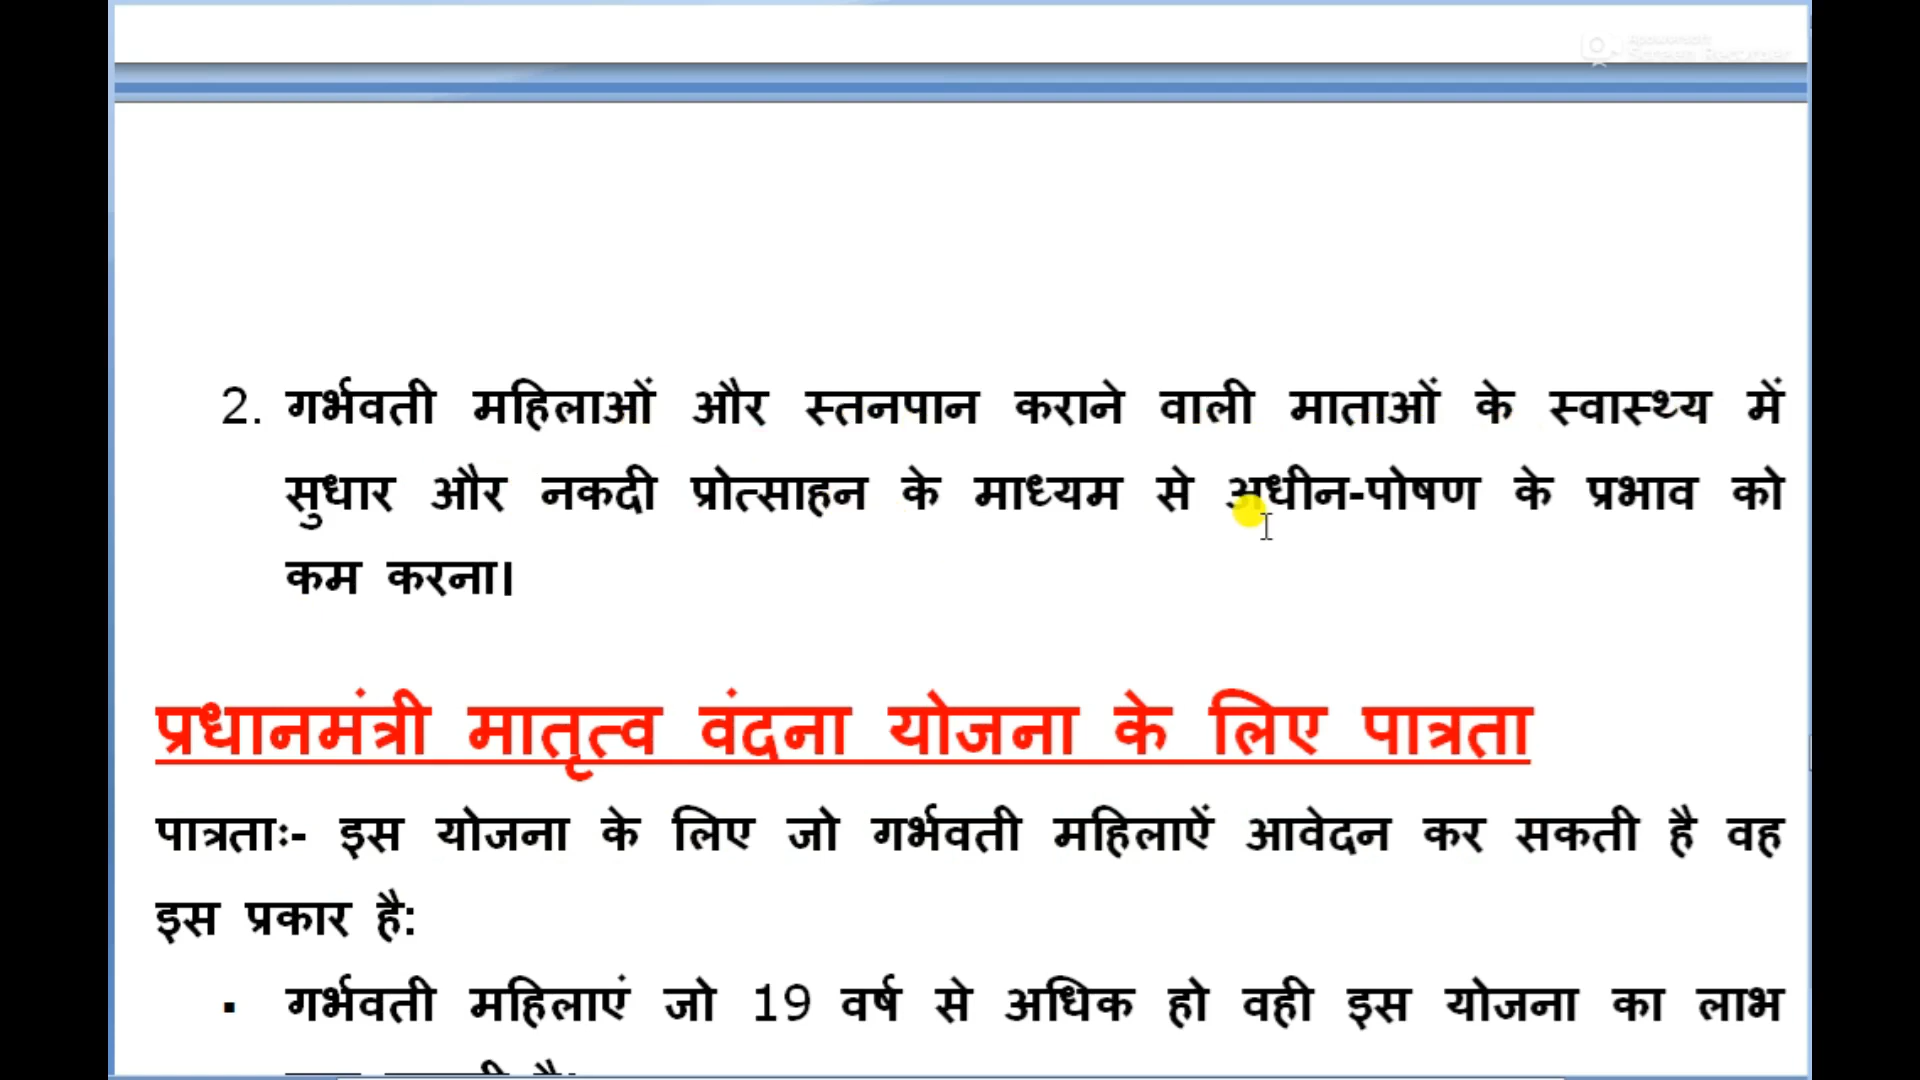 2. गर्भवती महिलाओं और स्तनपान कराने वाली माताओं के स्वास्थ्य में
सुधार और नकदी प्रोत्साहन के माध्यम से अधीन-पोषण के प्रभाव को
कम करना।
प्रधानमंत्री मातृत्व वंदना योजना के लिए पात्रता
पात्रताः- इस योजना के लिए जो गर्भवती महिलाऐं आवेदन कर सकती है वह
इस प्रकार है:
▪ गर्भवती महिलाएं जो 19 वर्ष से अधिक हो वही इस योजना का लाभ